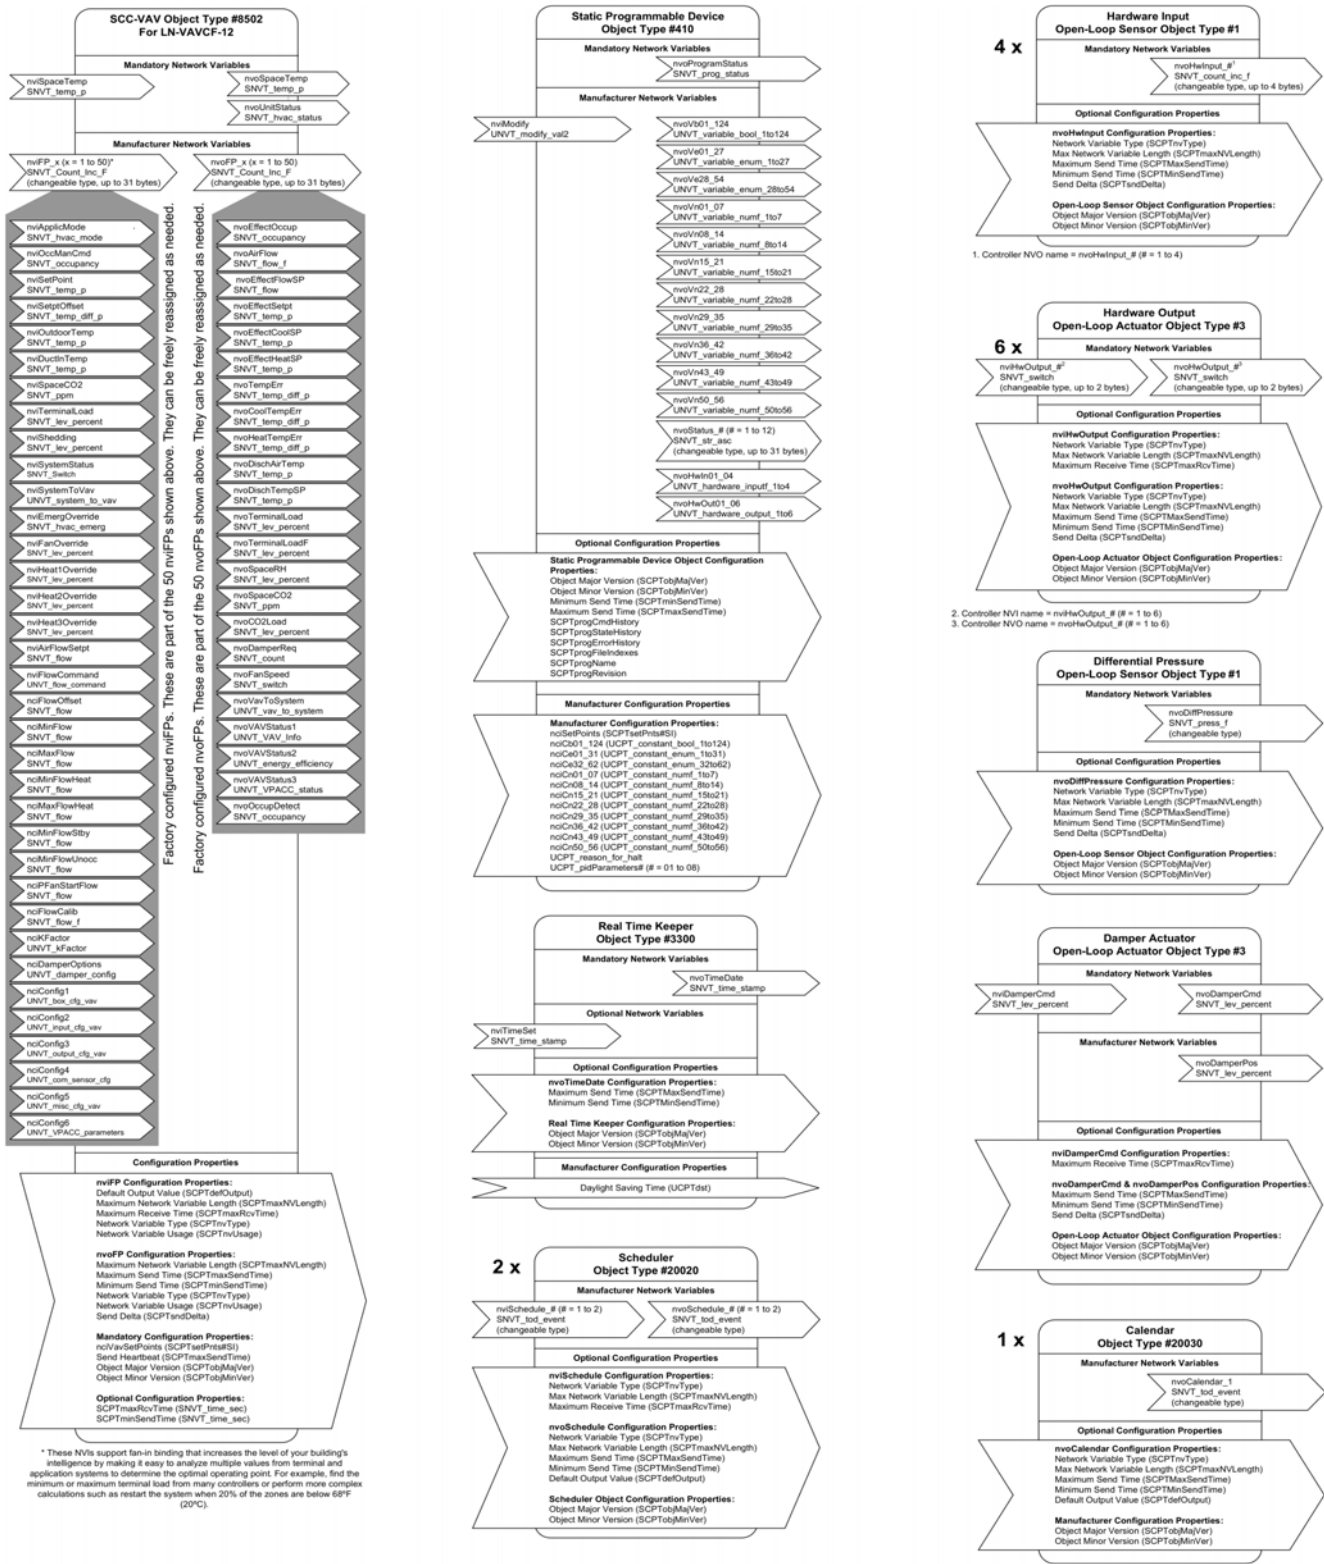 SCC-VAV Object Type #8502
For LN-VAVCF-12
Mandatory Network Variables
nviSpaceTemp
SNVT_temp_p
nvoSpaceTemp
SNVT_temp_p
nvoUnitStatus
SNVT_hvac_status
Manufacturer Network Variables
nviFP_x (x = 1 to 50)*
SNVT_Count_Inc_F
(changeable type, up to 31 bytes)
nvoFP_x (x = 1 to 50)
SNVT_Count_Inc_F
(changeable type, up to 31 bytes)
nviApplicMode
SNVT_hvac_mode
nviOccManCmd
SNVT_occupancy
nviSetPoint
SNVT_temp_p
nviSetptOffset
SNVT_temp_diff_p
nviOutdoorTemp
SNVT_temp_p
nviDuctInTemp
SNVT_temp_p
nviSpaceCO2
SNVT_ppm
nviTerminalLoad
SNVT_lev_percent
nviShedding
SNVT_lev_percent
nviSystemStatus
SNVT_Switch
nviSystemToVav
UNVT_system_to_vav
nviEmergOverride
SNVT_hvac_emerg
nviFanOverride
SNVT_lev_percent
nviHeat1Override
SNVT_lev_percent
nviHeat2Override
SNVT_lev_percent
nviHeat3Override
SNVT_lev_percent
nviAirFlowSetpt
SNVT_flow
nviFlowCommand
UNVT_flow_command
nciFlowOffset
SNVT_flow
nciMinFlow
SNVT_flow
nciMaxFlow
SNVT_flow
nciMinFlowHeat
SNVT_flow
nciMaxFlowHeat
SNVT_flow
nciMinFlowStby
SNVT_flow
nciMinFlowUnocc
SNVT_flow
nciPFanStartFlow
SNVT_flow
nciFlowCalib
SNVT_flow_f
nciKFactor
UNVT_kFactor
nciDamperOptions
UNVT_damper_config
nciConfig1
UNVT_box_cfg_vav
nciConfig2
UNVT_input_cfg_vav
nciConfig3
UNVT_output_cfg_vav
nciConfig4
UNVT_com_sensor_cfg
nciConfig5
UNVT_misc_cfg_vav
nciConfig6
UNVT_VPACC_parameters
Factory configured nviFPs. These are part of the 50 nviFPs shown above. They can be freely reassigned as needed.
Factory configured nvoFPs. These are part of the 50 nvoFPs shown above. They can be freely reassigned as needed.
nvoEffectOccup
SNVT_occupancy
nvoAirFlow
SNVT_flow_f
nvoEffectFlowSP
SNVT_flow
nvoEffectSetpt
SNVT_temp_p
nvoEffectCoolSP
SNVT_temp_p
nvoEffectHeatSP
SNVT_temp_p
nvoTempErr
SNVT_temp_diff_p
nvoCoolTempErr
SNVT_temp_diff_p
nvoHeatTempErr
SNVT_temp_diff_p
nvoDischAirTemp
SNVT_temp_p
nvoDischTempSP
SNVT_temp_p
nvoTerminalLoad
SNVT_lev_percent
nvoTerminalLoadF
SNVT_lev_percent
nvoSpaceRH
SNVT_lev_percent
nvoSpaceCO2
SNVT_ppm
nvoCO2Load
SNVT_lev_percent
nvoDamperReq
SNVT_count
nvoFanSpeed
SNVT_switch
nvoVavToSystem
UNVT_vav_to_system
nvoVAVStatus1
UNVT_VAV_Info
nvoVAVStatus2
UNVT_energy_efficiency
nvoVAVStatus3
UNVT_VPACC_status
nvoOccupDetect
SNVT_occupancy
Configuration Properties
nviFP Configuration Properties:
Default Output Value (SCPTdefOutput)
Maximum Network Variable Length (SCPTmaxNVLength)
Maximum Receive Time (SCPTmaxRcvTime)
Network Variable Type (SCPTnvType)
Network Variable Usage (SCPTnvUsage)
nvoFP Configuration Properties:
Maximum Network Variable Length (SCPTmaxNVLength)
Maximum Send Time (SCPTmaxSendTime)
Minimum Send Time (SCPTminSendTime)
Network Variable Type (SCPTnvType)
Network Variable Usage (SCPTnvUsage)
Send Delta (SCPTsndDelta)
Mandatory Configuration Properties:
nciVavSetPoints (SCPTsetPnts#SI)
Send Heartbeat (SCPTmaxSendTime)
Object Major Version (SCPTobjMajVer)
Object Minor Version (SCPTobjMinVer)
Optional Configuration Properties:
SCPTmaxRcvTime (SNVT_time_sec)
SCPTminSendTime (SNVT_time_sec)
* These NVIs support fan-in binding that increases the level of your building's
intelligence by making it easy to analyze multiple values from terminal and
application systems to determine the optimal operating point. For example, find the
minimum or maximum terminal load from many controllers or perform more complex
calculations such as restart the system when 20% of the zones are below 68ºF
(20ºC).
Static Programmable Device
Object Type #410
Mandatory Network Variables
nvoProgramStatus
SNVT_prog_status
Manufacturer Network Variables
nviModify
UNVT_modify_val2
nvoVb01_124
UNVT_variable_bool_1to124
nvoVe01_27
UNVT_variable_enum_1to27
nvoVe28_54
UNVT_variable_enum_28to54
nvoVn01_07
UNVT_variable_numf_1to7
nvoVn08_14
UNVT_variable_numf_8to14
nvoVn15_21
UNVT_variable_numf_15to21
nvoVn22_28
UNVT_variable_numf_22to28
nvoVn29_35
UNVT_variable_numf_29to35
nvoVn36_42
UNVT_variable_numf_36to42
nvoVn43_49
UNVT_variable_numf_43to49
nvoVn50_56
UNVT_variable_numf_50to56
nvoStatus_# (# = 1 to 12)
SNVT_str_asc
(changeable type, up to 31 bytes)
nvoHwIn01_04
UNVT_hardware_inputf_1to4
nvoHwOut01_06
UNVT_hardware_output_1to6
Optional Configuration Properties
Static Programmable Device Object Configuration
Properties:
Object Major Version (SCPTobjMajVer)
Object Minor Version (SCPTobjMinVer)
Minimum Send Time (SCPTminSendTime)
Maximum Send Time (SCPTmaxSendTime)
SCPTprogCmdHistory
SCPTprogStateHistory
SCPTprogErrorHistory
SCPTprogFileIndexes
SCPTprogName
SCPTprogRevision
Manufacturer Configuration Properties
Manufacturer Configuration Properties:
nciSetPoints (SCPTsetPnts#SI)
nciCb01_124 (UCPT_constant_bool_1to124)
nciCe01_31 (UCPT_constant_enum_1to31)
nciCe32_62 (UCPT_constant_enum_32to62)
nciCn01_07 (UCPT_constant_numf_1to7)
nciCn08_14 (UCPT_constant_numf_8to14)
nciCn15_21 (UCPT_constant_numf_15to21)
nciCn22_28 (UCPT_constant_numf_22to28)
nciCn29_35 (UCPT_constant_numf_29to35)
nciCn36_42 (UCPT_constant_numf_36to42)
nciCn43_49 (UCPT_constant_numf_43to49)
nciCn50_56 (UCPT_constant_numf_50to56)
UCPT_reason_for_halt
UCPT_pidParameters# (# = 01 to 08)
Real Time Keeper
Object Type #3300
Mandatory Network Variables
nvoTimeDate
SNVT_time_stamp
Optional Network Variables
nviTimeSet
SNVT_time_stamp
Optional Configuration Properties
nvoTimeDate Configuration Properties:
Maximum Send Time (SCPTMaxSendTime)
Minimum Send Time (SCPTMinSendTime)
Real Time Keeper Configuration Properties:
Object Major Version (SCPTobjMajVer)
Object Minor Version (SCPTobjMinVer)
Manufacturer Configuration Properties
Daylight Saving Time (UCPTdst)
2 x
Scheduler
Object Type #20020
Manufacturer Network Variables
nviSchedule_# (# = 1 to 2)
SNVT_tod_event
(changeable type)
nvoSchedule_# (# = 1 to 2)
SNVT_tod_event
(changeable type)
Optional Configuration Properties
nviSchedule Configuration Properties:
Network Variable Type (SCPTnvType)
Max Network Variable Length (SCPTmaxNVLength)
Maximum Receive Time (SCPTmaxRcvTime)
nvoSchedule Configuration Properties:
Network Variable Type (SCPTnvType)
Max Network Variable Length (SCPTmaxNVLength)
Maximum Send Time (SCPTMaxSendTime)
Minimum Send Time (SCPTMinSendTime)
Default Output Value (SCPTdefOutput)
Scheduler Object Configuration Properties:
Object Major Version (SCPTobjMajVer)
Object Minor Version (SCPTobjMinVer)
4 x
Hardware Input
Open-Loop Sensor Object Type #1
Mandatory Network Variables
nvoHwInput_#1
SNVT_count_inc_f
(changeable type, up to 4 bytes)
Optional Configuration Properties
nvoHwInput Configuration Properties:
Network Variable Type (SCPTnvType)
Max Network Variable Length (SCPTmaxNVLength)
Maximum Send Time (SCPTMaxSendTime)
Minimum Send Time (SCPTMinSendTime)
Send Delta (SCPTsndDelta)
Open-Loop Sensor Object Configuration Properties:
Object Major Version (SCPTobjMajVer)
Object Minor Version (SCPTobjMinVer)
1. Controller NVO name = nvoHwInput_# (# = 1 to 4)
6 x
Hardware Output
Open-Loop Actuator Object Type #3
Mandatory Network Variables
nviHwOutput_#2
SNVT_switch
(changeable type, up to 2 bytes)
nvoHwOutput_#3
SNVT_switch
(changeable type, up to 2 bytes)
Optional Configuration Properties
nviHwOutput Configuration Properties:
Network Variable Type (SCPTnvType)
Max Network Variable Length (SCPTmaxNVLength)
Maximum Receive Time (SCPTmaxRcvTime)
nvoHwOutput Configuration Properties:
Network Variable Type (SCPTnvType)
Max Network Variable Length (SCPTmaxNVLength)
Maximum Send Time (SCPTMaxSendTime)
Minimum Send Time (SCPTMinSendTime)
Send Delta (SCPTsndDelta)
Open-Loop Actuator Object Configuration Properties:
Object Major Version (SCPTobjMajVer)
Object Minor Version (SCPTobjMinVer)
2. Controller NVI name = nviHwOutput_# (# = 1 to 6)
3. Controller NVO name = nvoHwOutput_# (# = 1 to 6)
Differential Pressure
Open-Loop Sensor Object Type #1
Mandatory Network Variables
nvoDiffPressure
SNVT_press_f
(changeable type)
Optional Configuration Properties
nvoDiffPressure Configuration Properties:
Network Variable Type (SCPTnvType)
Max Network Variable Length (SCPTmaxNVLength)
Maximum Send Time (SCPTMaxSendTime)
Minimum Send Time (SCPTMinSendTime)
Send Delta (SCPTsndDelta)
Open-Loop Sensor Object Configuration Properties:
Object Major Version (SCPTobjMajVer)
Object Minor Version (SCPTobjMinVer)
Damper Actuator
Open-Loop Actuator Object Type #3
Mandatory Network Variables
nviDamperCmd
SNVT_lev_percent
nvoDamperCmd
SNVT_lev_percent
Manufacturer Network Variables
nvoDamperPos
SNVT_lev_percent
Optional Configuration Properties
nviDamperCmd Configuration Properties:
Maximum Receive Time (SCPTmaxRcvTime)
nvoDamperCmd & nvoDamperPos Configuration Properties:
Maximum Send Time (SCPTMaxSendTime)
Minimum Send Time (SCPTMinSendTime)
Send Delta (SCPTsndDelta)
Open-Loop Actuator Object Configuration Properties:
Object Major Version (SCPTobjMajVer)
Object Minor Version (SCPTobjMinVer)
1 x
Calendar
Object Type #20030
Manufacturer Network Variables
nvoCalendar_1
SNVT_tod_event
(changeable type)
Optional Configuration Properties
nvoCalendar Configuration Properties:
Network Variable Type (SCPTnvType)
Max Network Variable Length (SCPTmaxNVLength)
Maximum Send Time (SCPTMaxSendTime)
Minimum Send Time (SCPTMinSendTime)
Default Output Value (SCPTdefOutput)
Manufacturer Configuration Properties:
Object Major Version (SCPTobjMajVer)
Object Minor Version (SCPTobjMinVer)